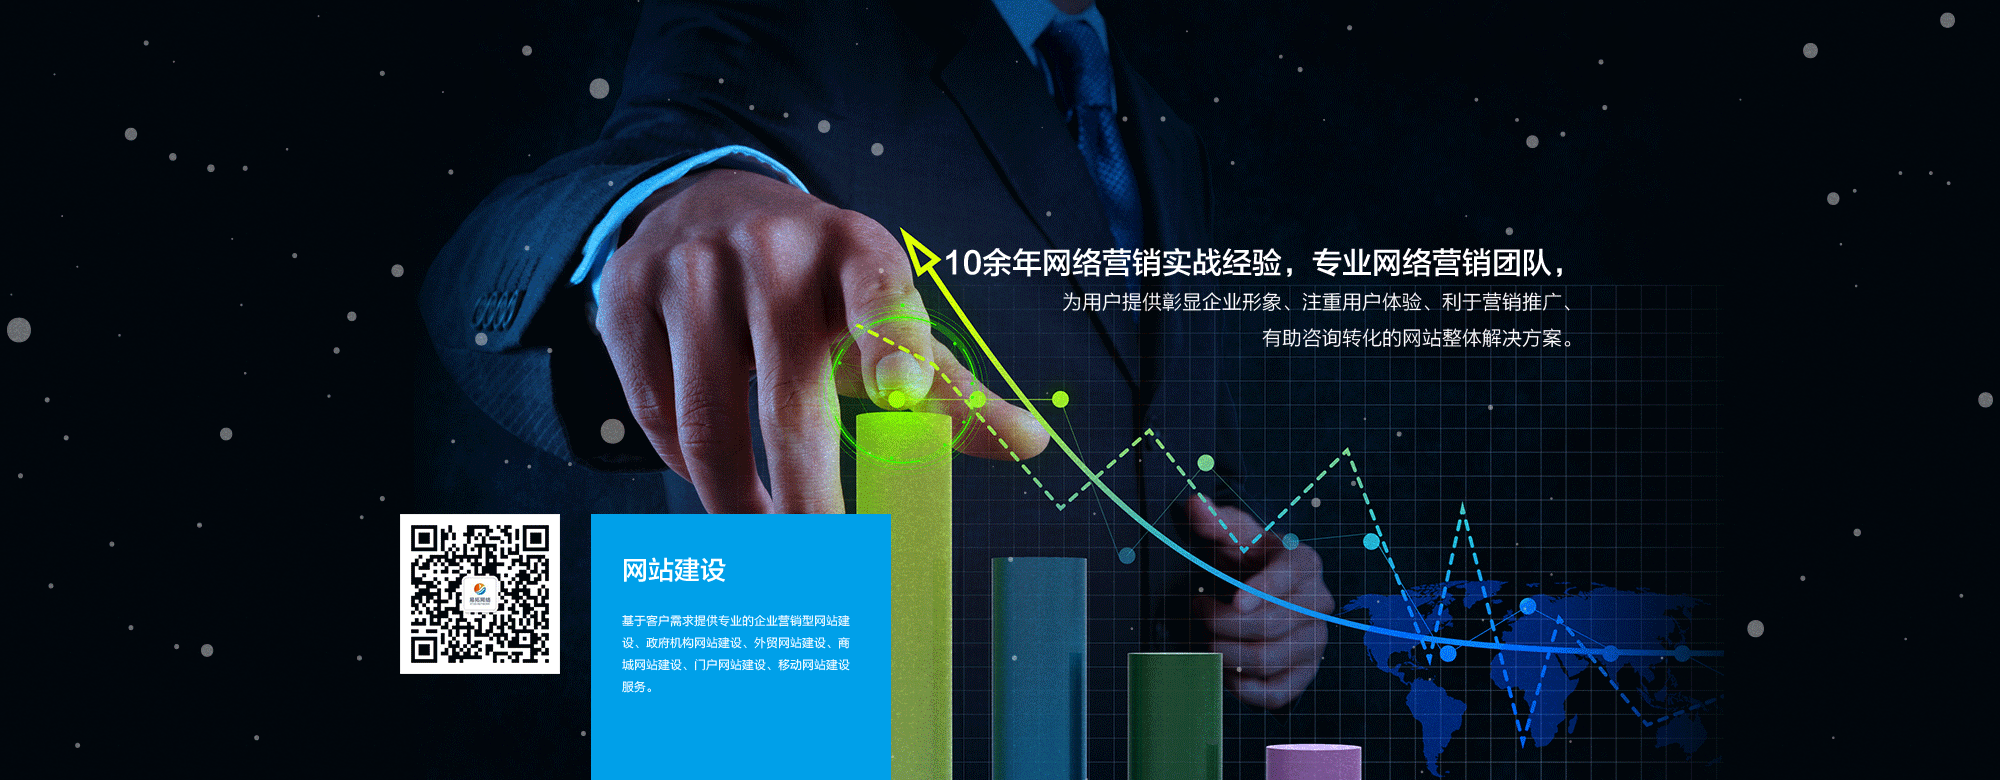 10余年网络营销实战经验，专业网络营销团队，
为用户提供彰显企业形象、注重用户体验、利于营销推广、
有助咨询转化的网站整体解决方案。
网站建设
基于客户需求提供专业的企业营销型网站建
设、政府机构网站建设、外贸网站建设、商
城网站建设、门户网站建设、移动网站建设
服务。